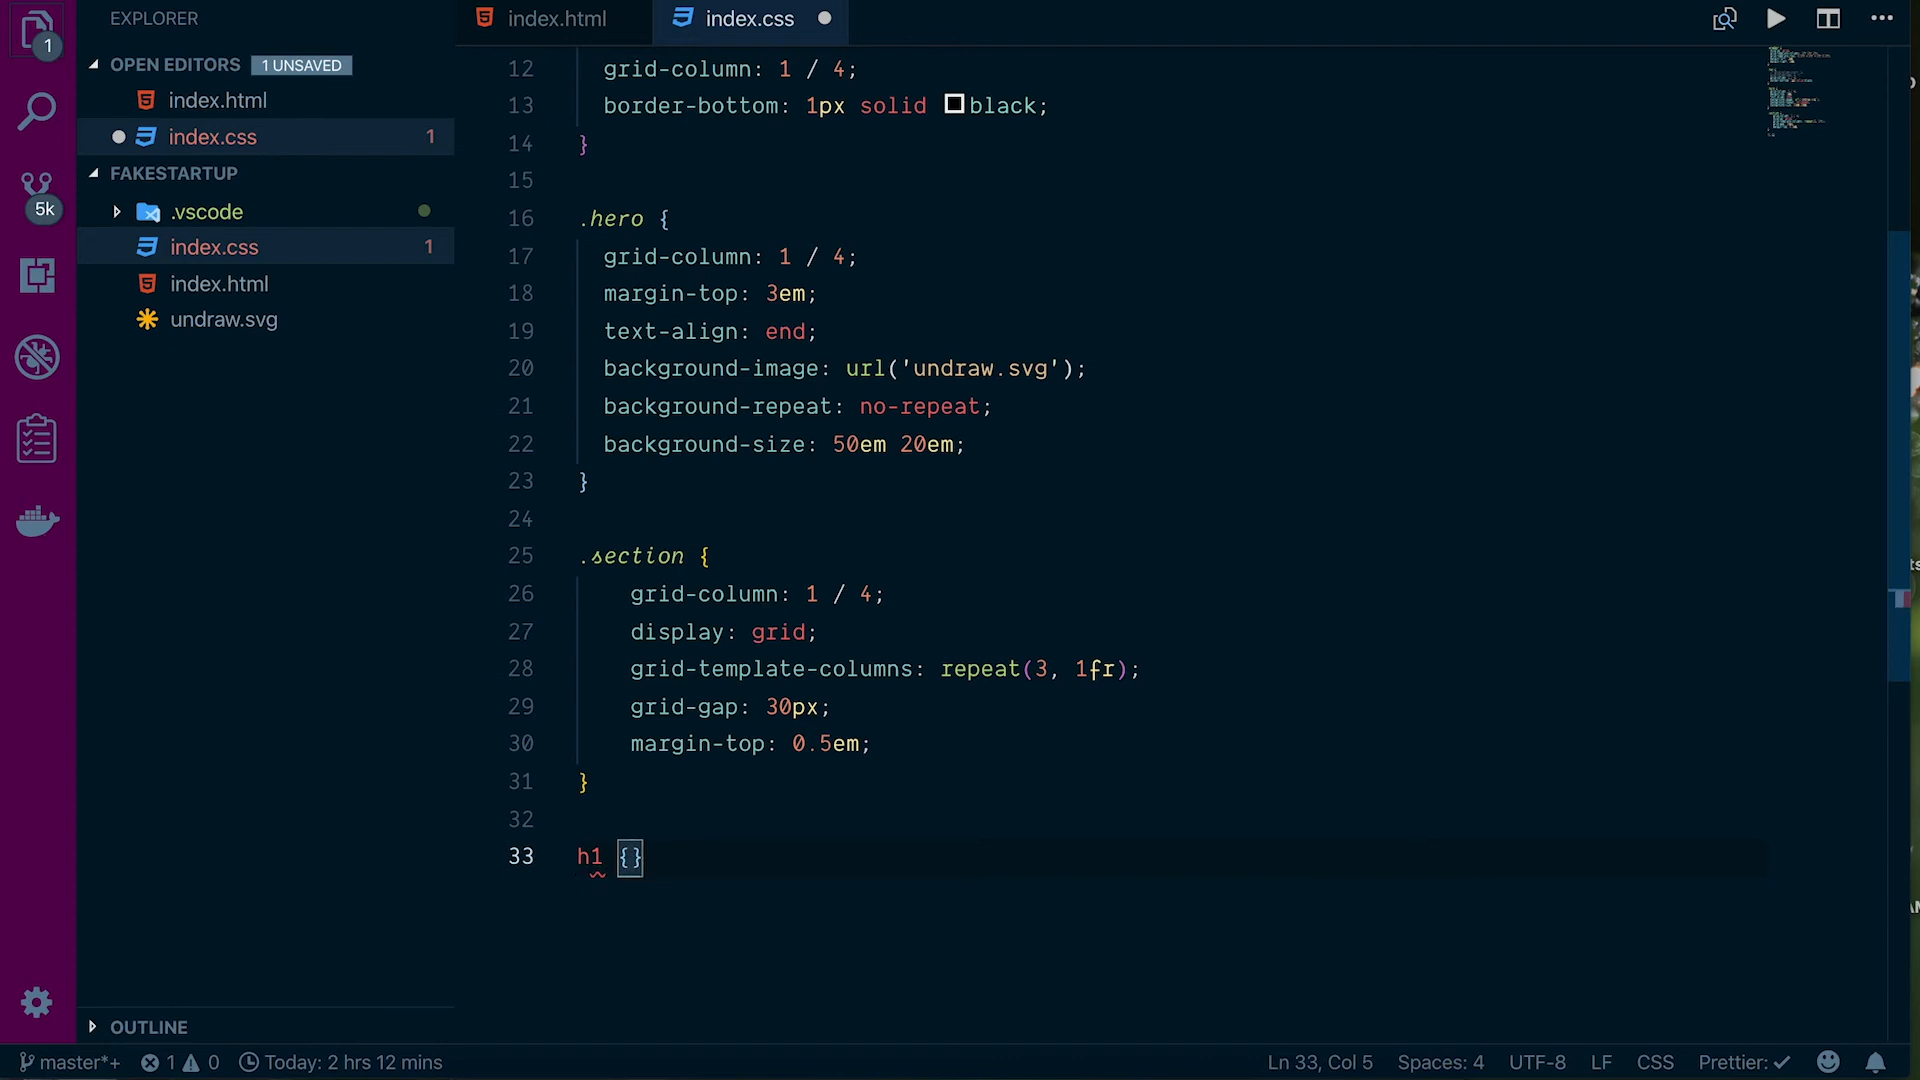 EXPLORER
index.html
index.css
1
OPEN EDITORS 1 UNSAVED
index.html
index.css 1
FAKESTARTUP
.vscode
index.css 1
index.html
undraw.svg
5k
12 grid-column: 1 / 4;
13 border-bottom: 1px solid black;
14 }
15
16 .hero {
17 grid-column: 1 / 4;
18 margin-top: 3em;
19 text-align: end;
20 background-image: url('undraw.svg');
21 background-repeat: no-repeat;
22 background-size: 50em 20em;
23 }
24
25 .section {
26 grid-column: 1 / 4;
27 display: grid;
28 grid-template-columns: repeat(3, 1fr);
29 grid-gap: 30px;
30 margin-top: 0.5em;
31 }
32
33 h1 {}
OUTLINE
master*+ 1 0 Today: 2 hrs 12 mins Ln 33, Col 5 Spaces: 4 UTF-8 LF CSS Prettier: ✓